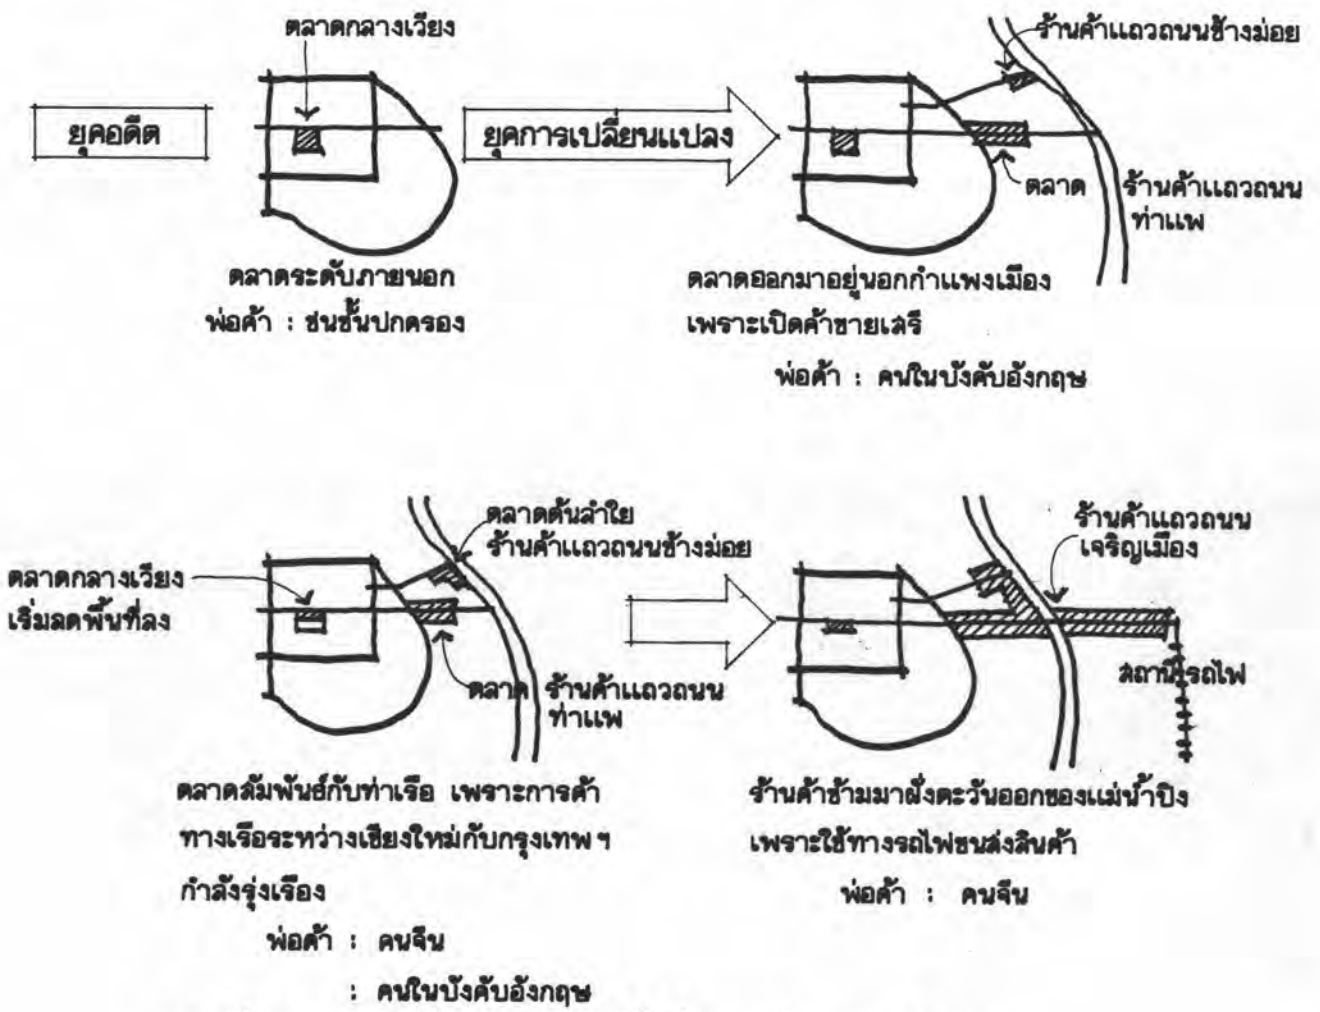 ตลาดกลางเวียง
ยุคอดีต
ตลาดระดับภายนอก
พ่อค้า : ชนชั้นปกครอง
ยุคการเปลี่ยนแปลง
ร้านค้าแถวถนนช้างม่อย
ตลาด
ร้านค้าแถวถนน
ท่าแพ
ตลาดออกมาอยู่นอกกำแพงเมือง
เพราะเปิดค้าขายเสรี
พ่อค้า : คนในบังคับอังกฤษ
ตลาดต้นลำใย
ร้านค้าแถวถนนช้างม่อย
ตลาดกลางเวียง
เริ่มลดพื้นที่ลง
ตลาด
ร้านค้าแถวถนน
ท่าแพ
ตลาดสัมพันธ์กับท่าเรือ เพราะการค้า
ทางเรือระหว่างเชียงใหม่กับกรุงเทพ ฯ
กำลังรุ่งเรือง
พ่อค้า : คนจีน
: คนในบังคับอังกฤษ
ร้านค้าแถวถนน
เจริญเมือง
สถานีรถไฟ
ร้านค้าข้ามมาฝั่งตะวันออกของแม่น้ำปิง
เพราะใช้ทางรถไฟขนส่งสินค้า
พ่อค้า : คนจีน